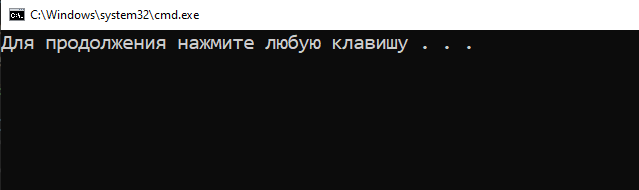 C:\Windows\system32\cmd.exe
Для продолжения нажмите любую клавишу . . .